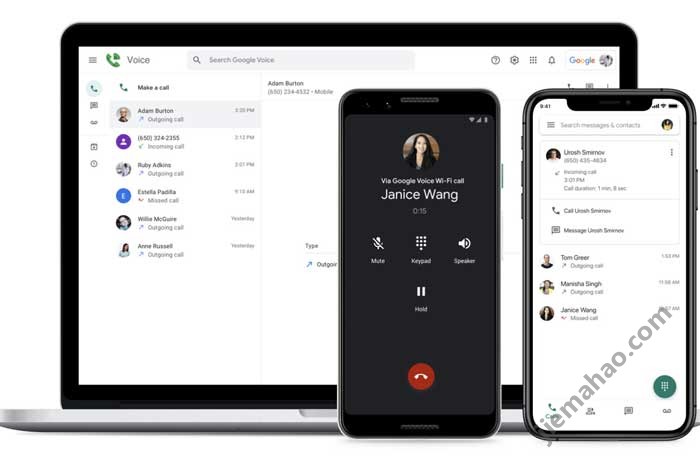 Voice
Search Google Voice
Google
Make a call
Adam Burton
Outgoing call
3:20 PM
(650) 324-2355
Incoming call
3:12 PM
Ruby Adkins
Outgoing call
3:01 PM
Estella Padilla
Missed call
9:10 AM
Willie McGuire
Outgoing call
Yesterday
Anne Russell
Outgoing call
Yesterday
Adam Burton
(650) 234-4532 • Mobile
Type
Outgoin
Via Google Voice Wi-Fi call
Janice Wang
0:15
Mute
Keypad
Speaker
Hold
9:41
Search messages & contacts
Urosh Smirnov
(650) 435-4634
Incoming call
3:01 PM
Call duration: 1 min, 8 sec
Call Urosh Smirnov
Message Urosh Smirnov
Tom Greer
Outgoing call
1:53 PM
Manisha Singh
Outgoing call
11:58 AM
Janice Wang
Missed call
jiemahao.com